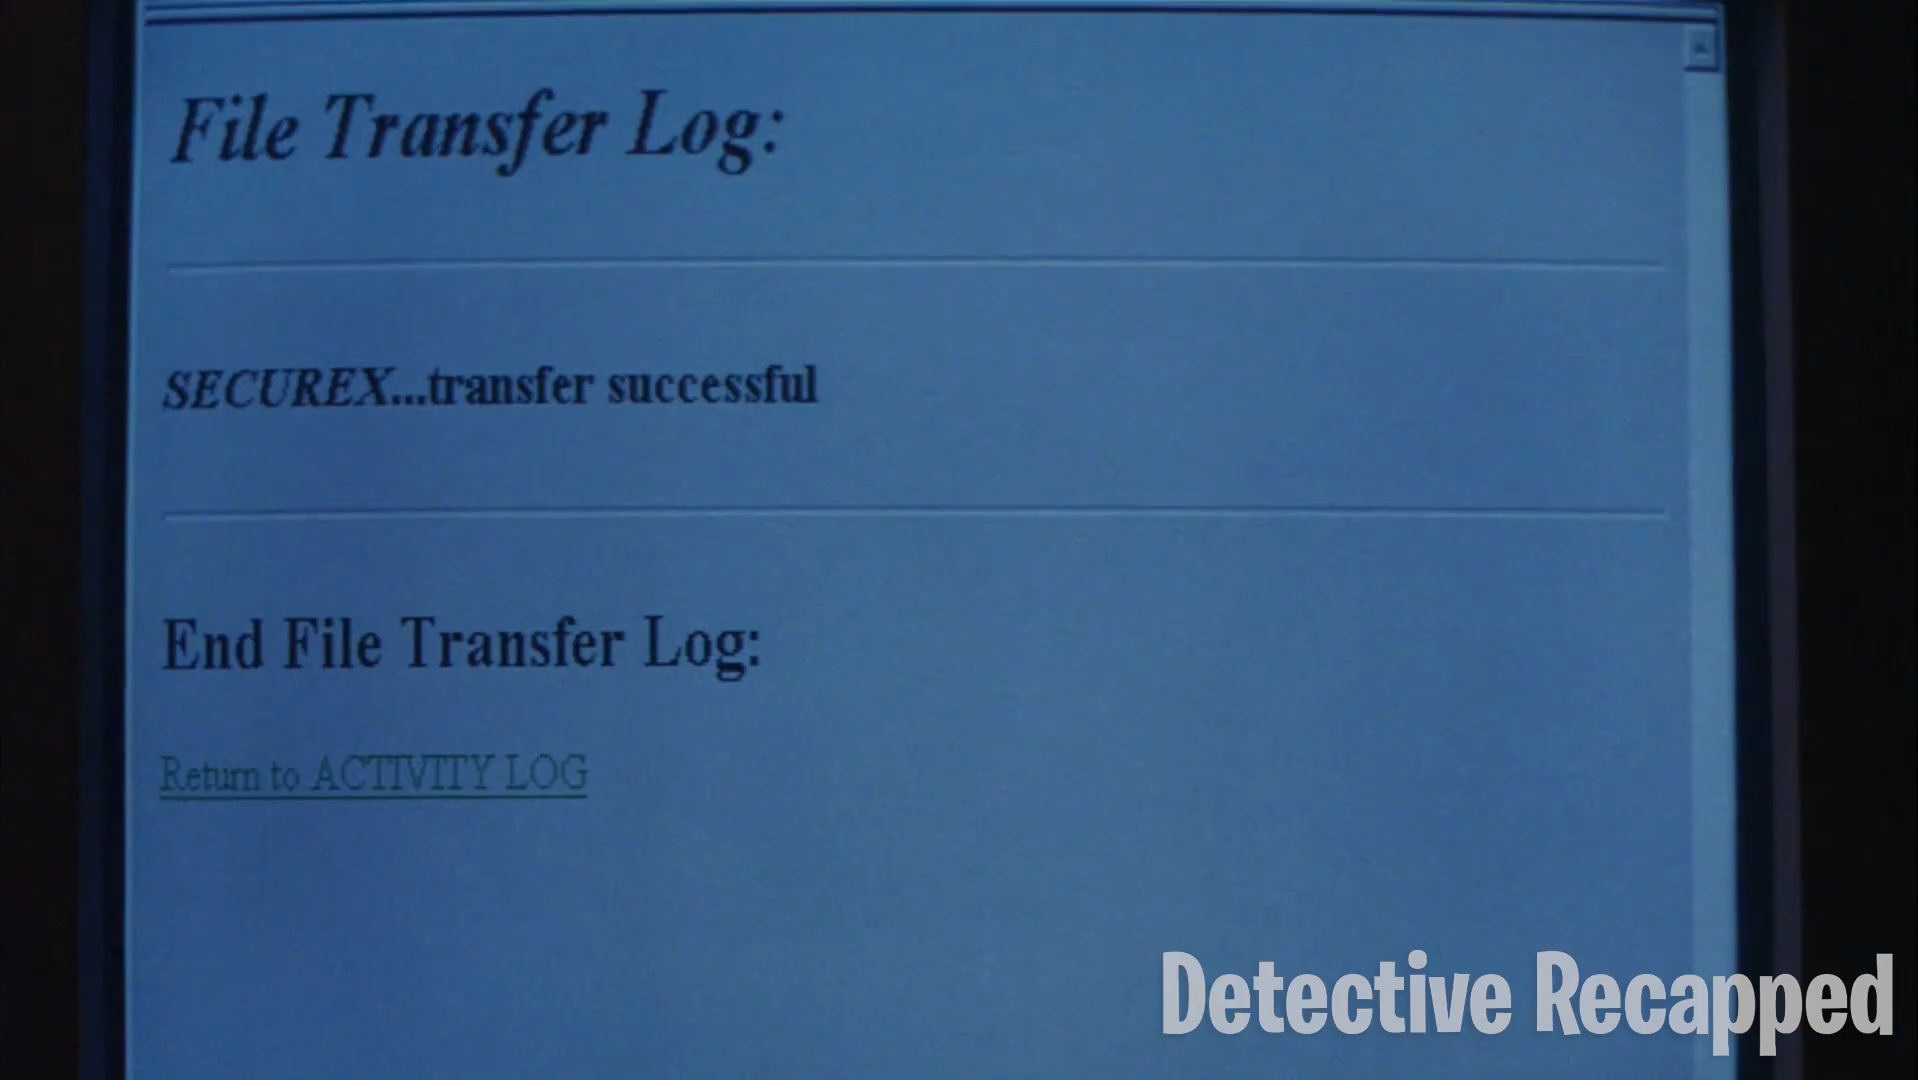 File Transfer Log:
SECUREX...transfer successful
End File Transfer Log:
Return to ACTIVITY LOG
Detective Recapped